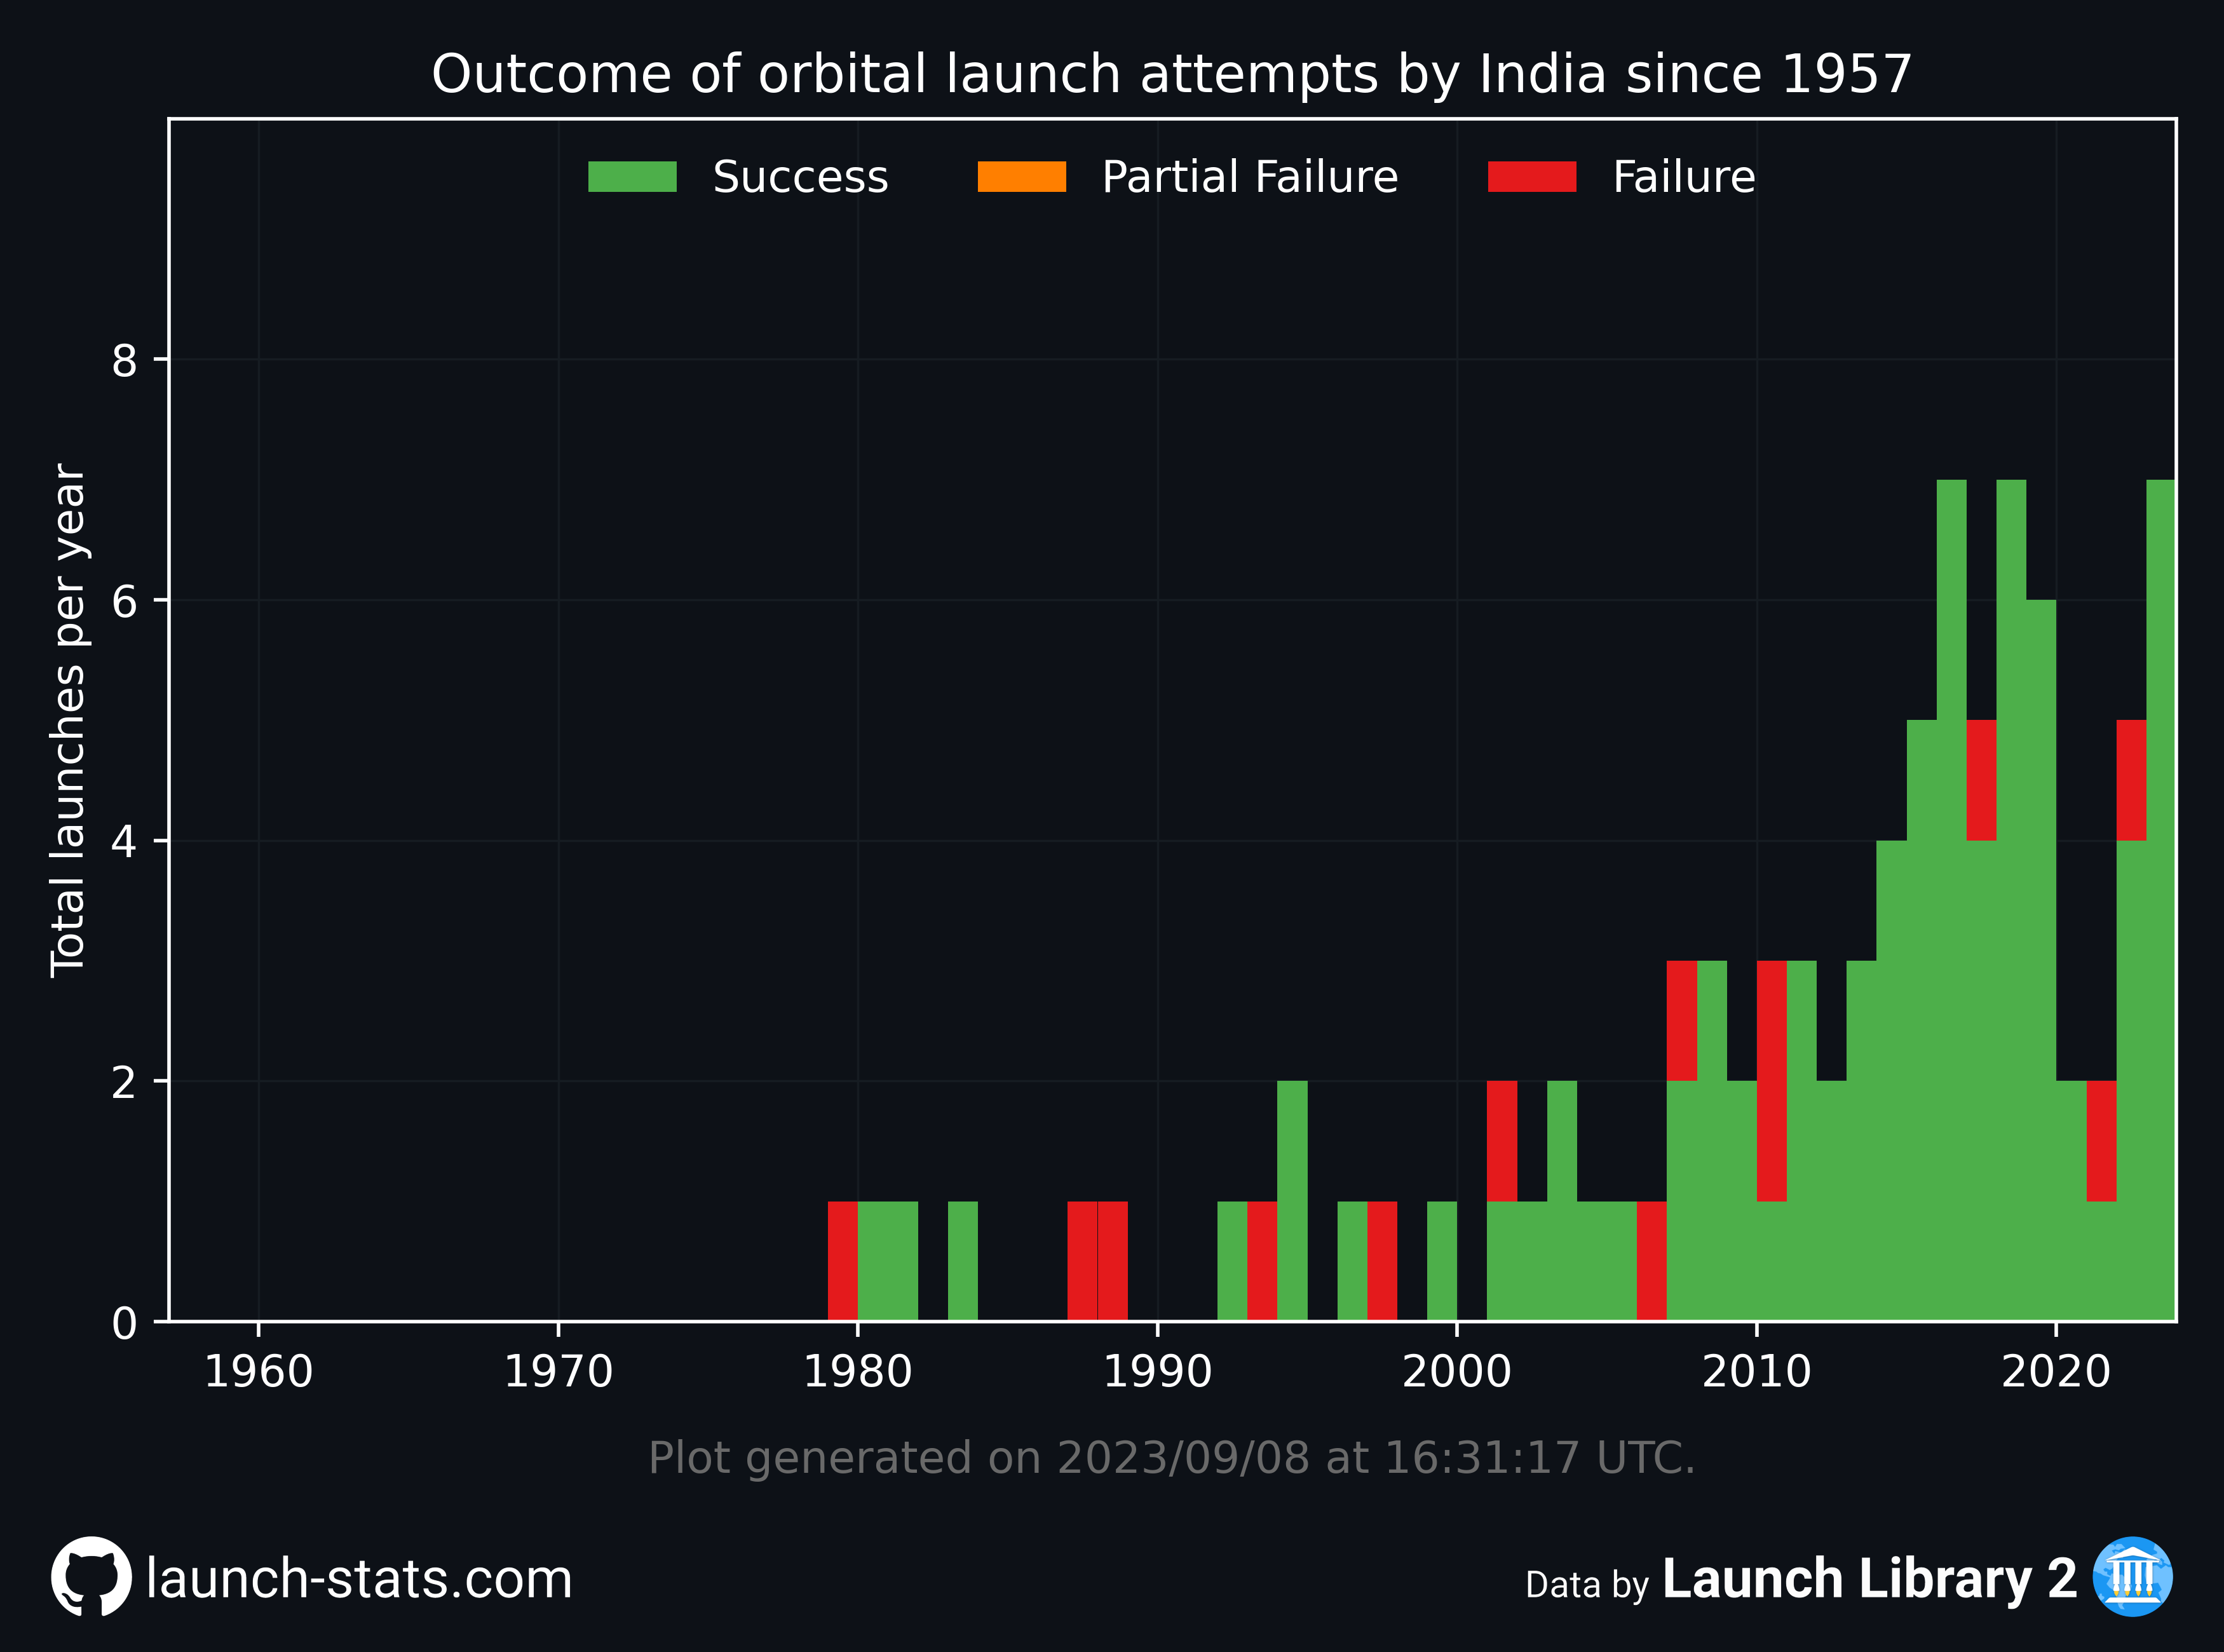 Outcome of orbital launch attempts by India since 1957
Success Partial Failure Failure
Total launches per year
8
6
4
2
0
1960 1970 1980 1990 2000 2010 2020
Plot generated on 2023/09/08 at 16:31:17 UTC.
launch-stats.com
Data by Launch Library 2